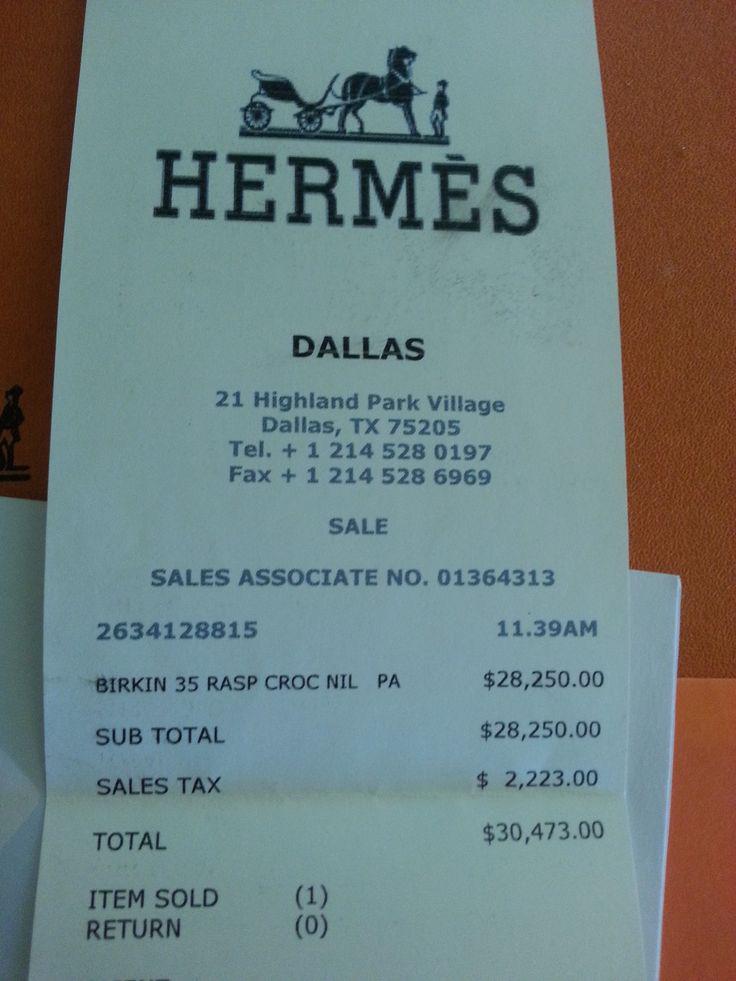 HERMÈS
DALLAS
21 Highland Park Village
Dallas, TX 75205
Tel. + 1 214 528 0197
Fax + 1 214 528 6969
SALE
SALES ASSOCIATE NO. 01364313
2634128815 11.39AM
BIRKIN 35 RASP CROC NIL PA $28,250.00
SUB TOTAL $28,250.00
SALES TAX $ 2,223.00
TOTAL $30,473.00
ITEM SOLD (1)
RETURN (0)